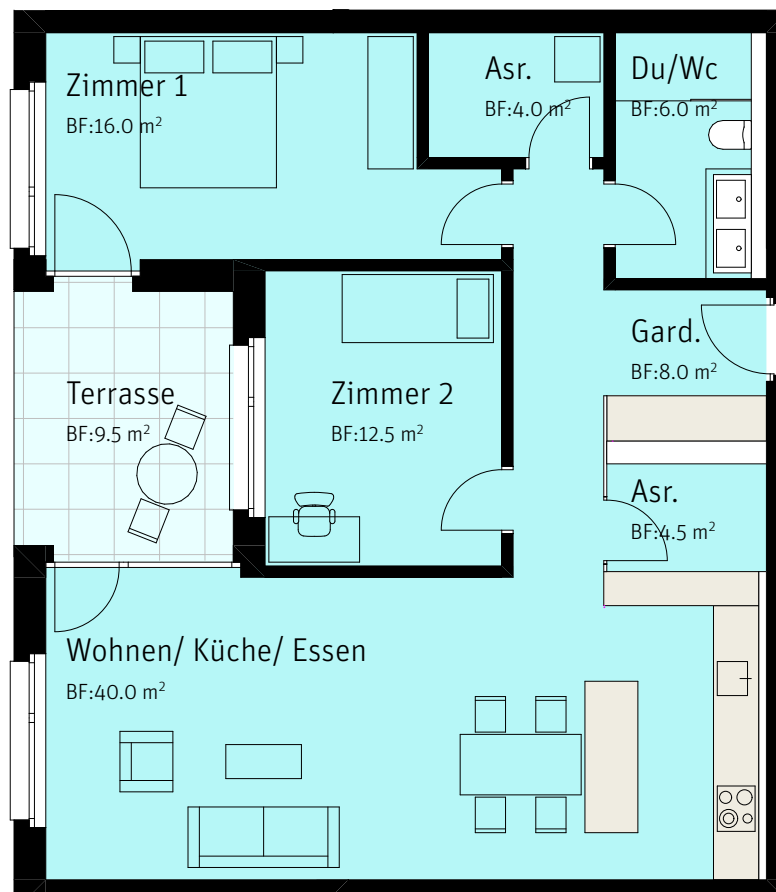 Zimmer 1
BF:16.0 m²
Asr.
BF:4.0 m²
Du/Wc
BF:6.0 m²
Terrasse
BF:9.5 m²
Zimmer 2
BF:12.5 m²
Gard.
BF:8.0 m²
Asr.
BF:4.5 m²
Wohnen/ Küche/ Essen
BF:40.0 m²